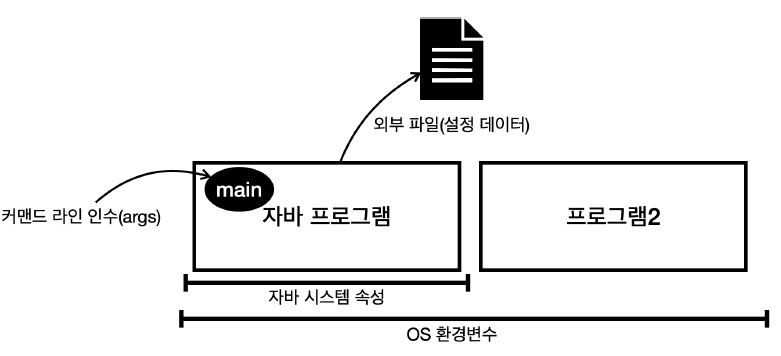 외부 파일(설정 데이터)
main
커맨드 라인 인수(args)
자바 프로그램
프로그램2
자바 시스템 속성
OS 환경변수